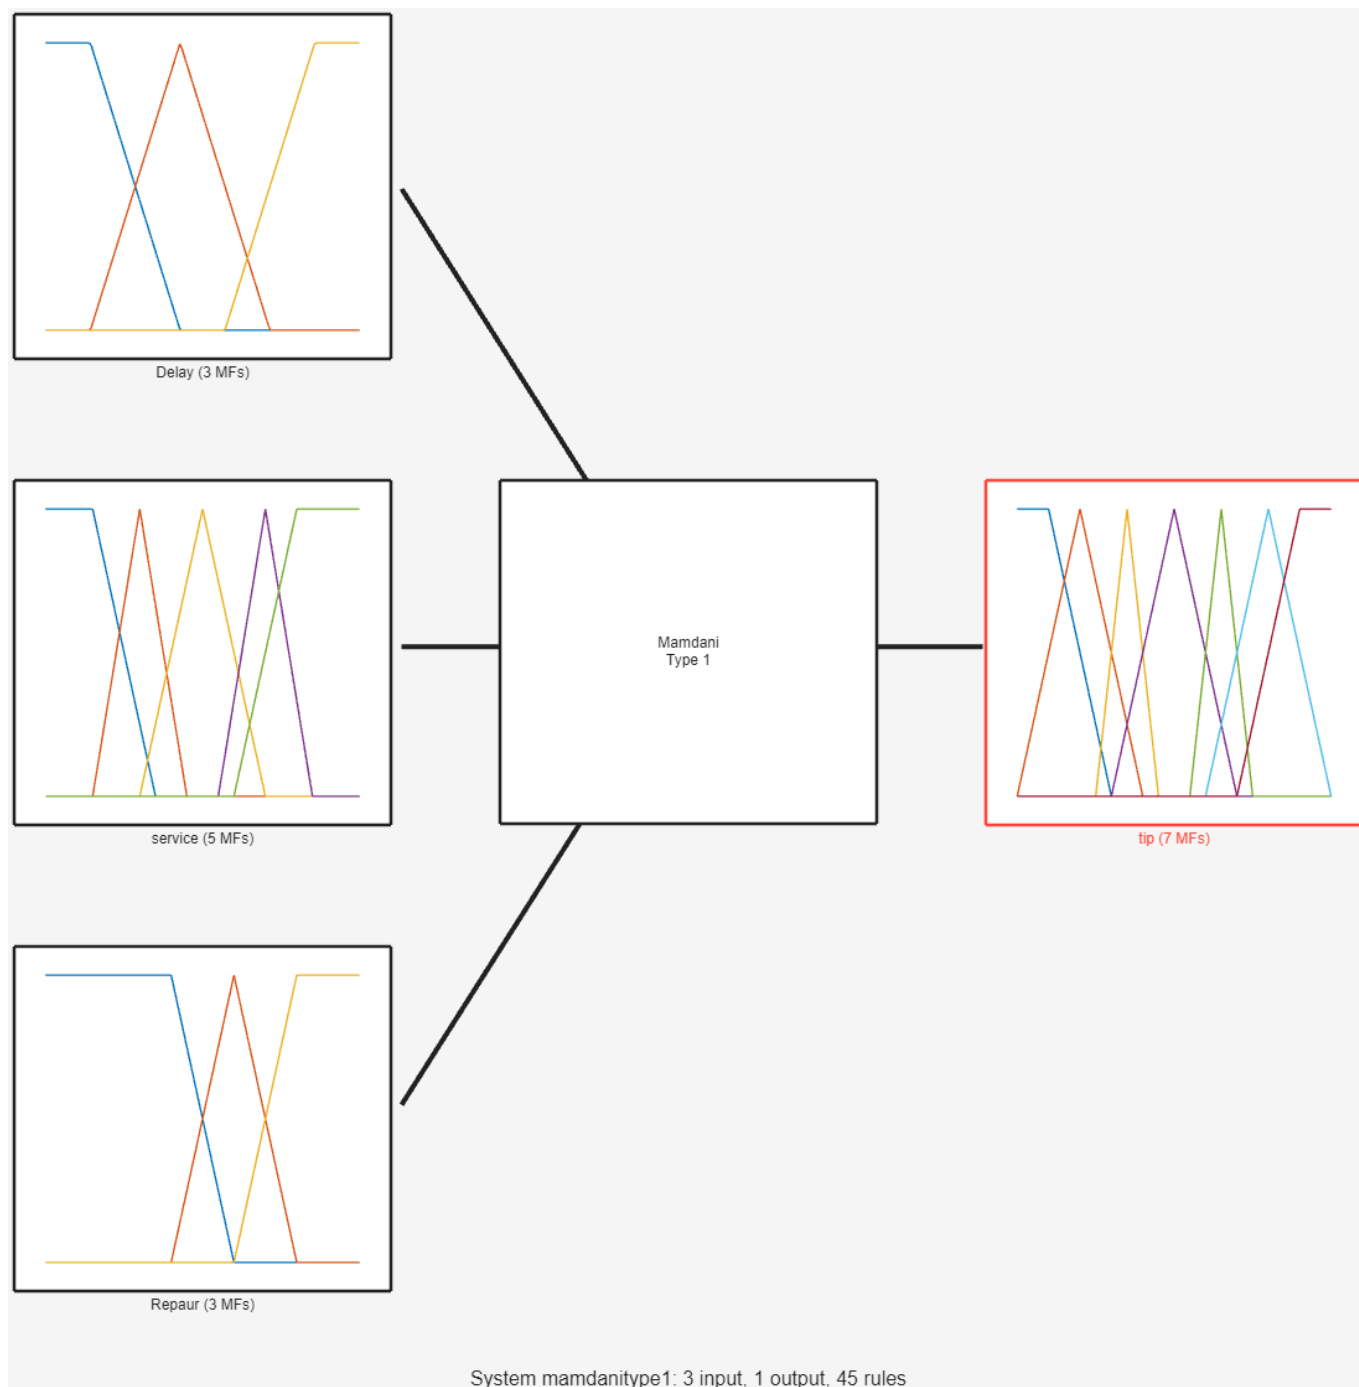 Delay (3 MFs)
service (5 MFs)
Mamdani
Type 1
tip (7 MFs)
Repaur (3 MFs)
System mamdanitype1: 3 input, 1 output, 45 rules